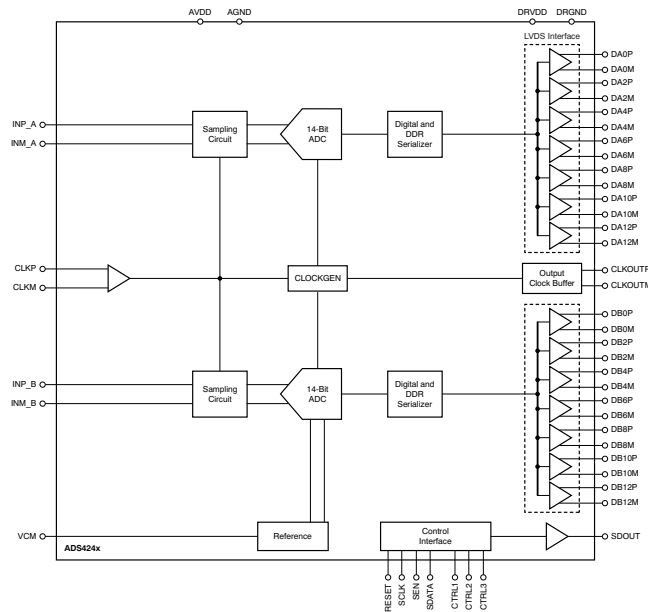 AVDD
AGND
DRVDD
DRGND
LVDS Interface
DA0P
DA0M
DA2P
DA2M
DA4P
DA4M
DA6P
DA6M
DA8P
DA8M
DA10P
DA10M
DA12P
DA12M
INP_A
INM_A
Sampling
Circuit
14-Bit
ADC
Digital and
DDR
Serializer
CLKP
CLKM
CLOCKGEN
Output
Clock Buffer
CLKOUTP
CLKOUTM
DB0P
DB0M
DB2P
DB2M
DB4P
DB4M
DB6P
DB6M
DB8P
DB8M
DB10P
DB10M
DB12P
DB12M
INP_B
INM_B
Sampling
Circuit
14-Bit
ADC
Digital and
DDR
Serializer
VCM
Reference
Control
Interface
SDOUT
ADS424x
RESET
SCLK
SEN
SDATA
CTRL1
CTRL2
CTRL3